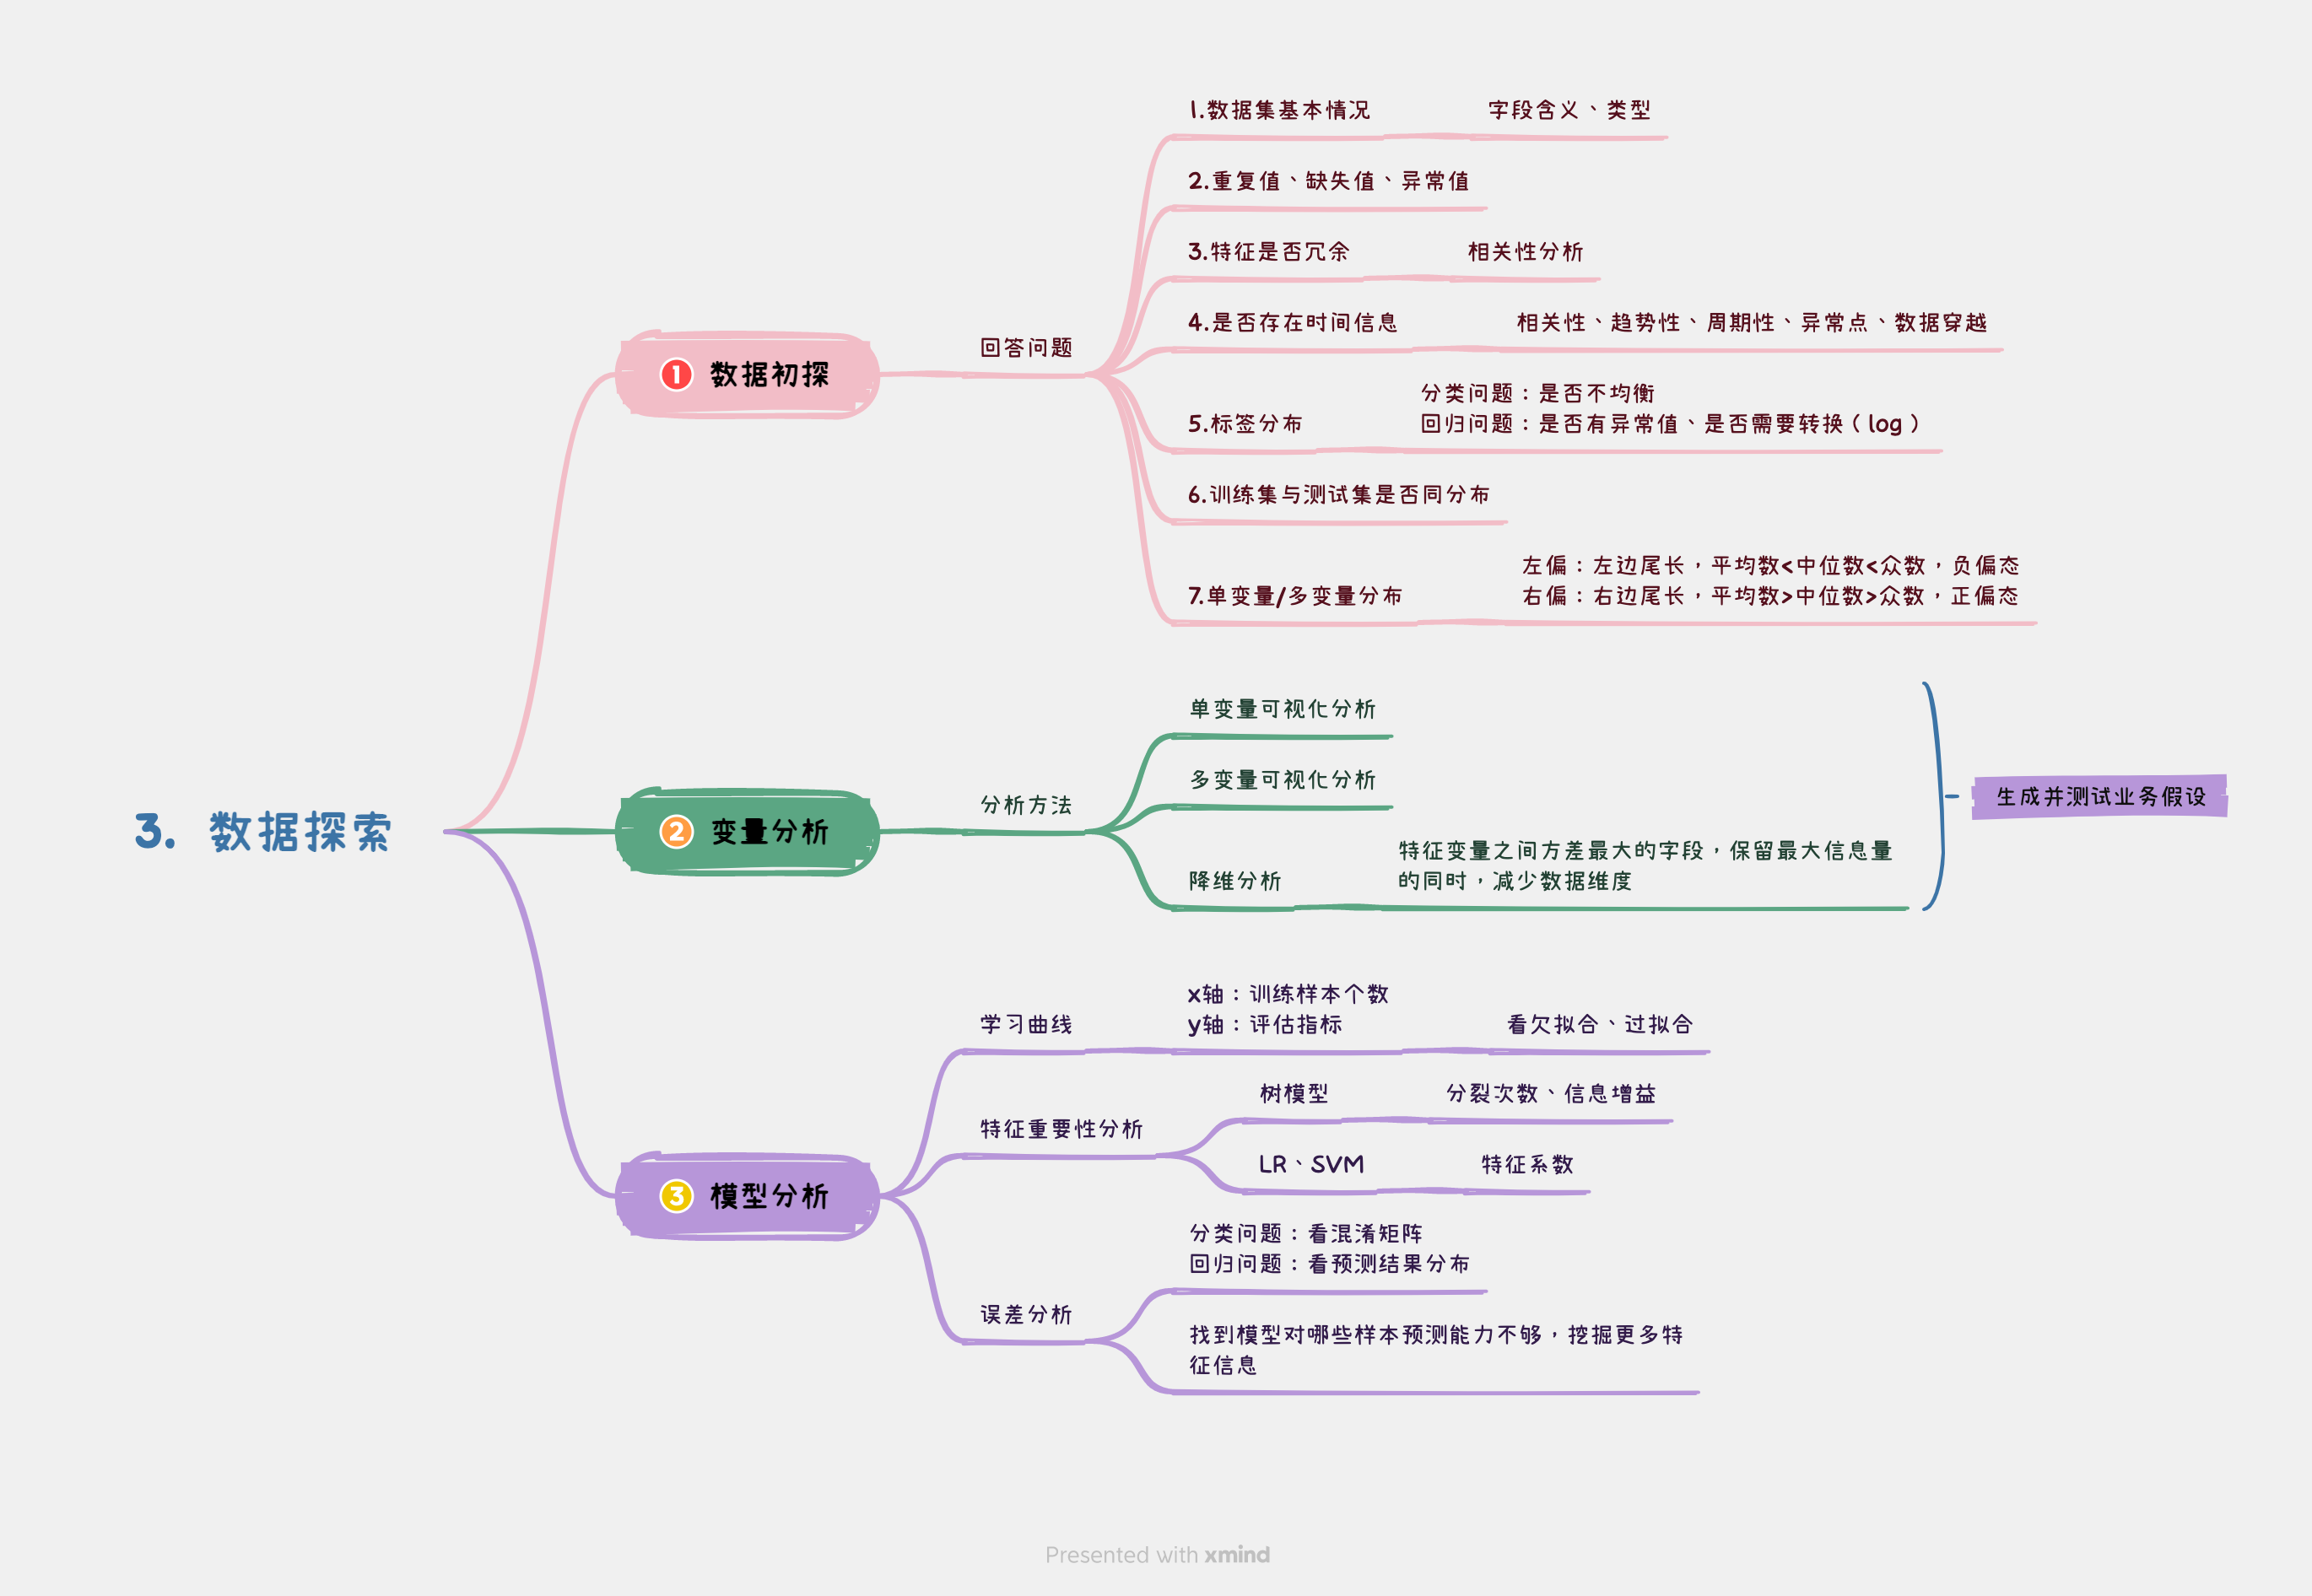 3. 数据探索
1 数据初探
回答问题
1.数据集基本情况
字段含义、类型
2.重复值、缺失值、异常值
3.特征是否冗余
相关性分析
4.是否存在时间信息
相关性、趋势性、周期性、异常点、数据穿越
5.标签分布
分类问题：是否不均衡
回归问题：是否有异常值、是否需要转换（log）
6.训练集与测试集是否同分布
7.单变量/多变量分布
左偏：左边尾长，平均数<中位数<众数，负偏态
右偏：右边尾长，平均数>中位数>众数，正偏态
2 变量分析
分析方法
单变量可视化分析
多变量可视化分析
降维分析
特征变量之间方差最大的字段，保留最大信息量
的同时，减少数据维度
生成并测试业务假设
3 模型分析
学习曲线
x轴：训练样本个数
y轴：评估指标
看欠拟合、过拟合
特征重要性分析
树模型
分裂次数、信息增益
LR、SVM
特征系数
误差分析
分类问题：看混淆矩阵
回归问题：看预测结果分布
找到模型对哪些样本预测能力不够，挖掘更多特
征信息
Presented with xmind